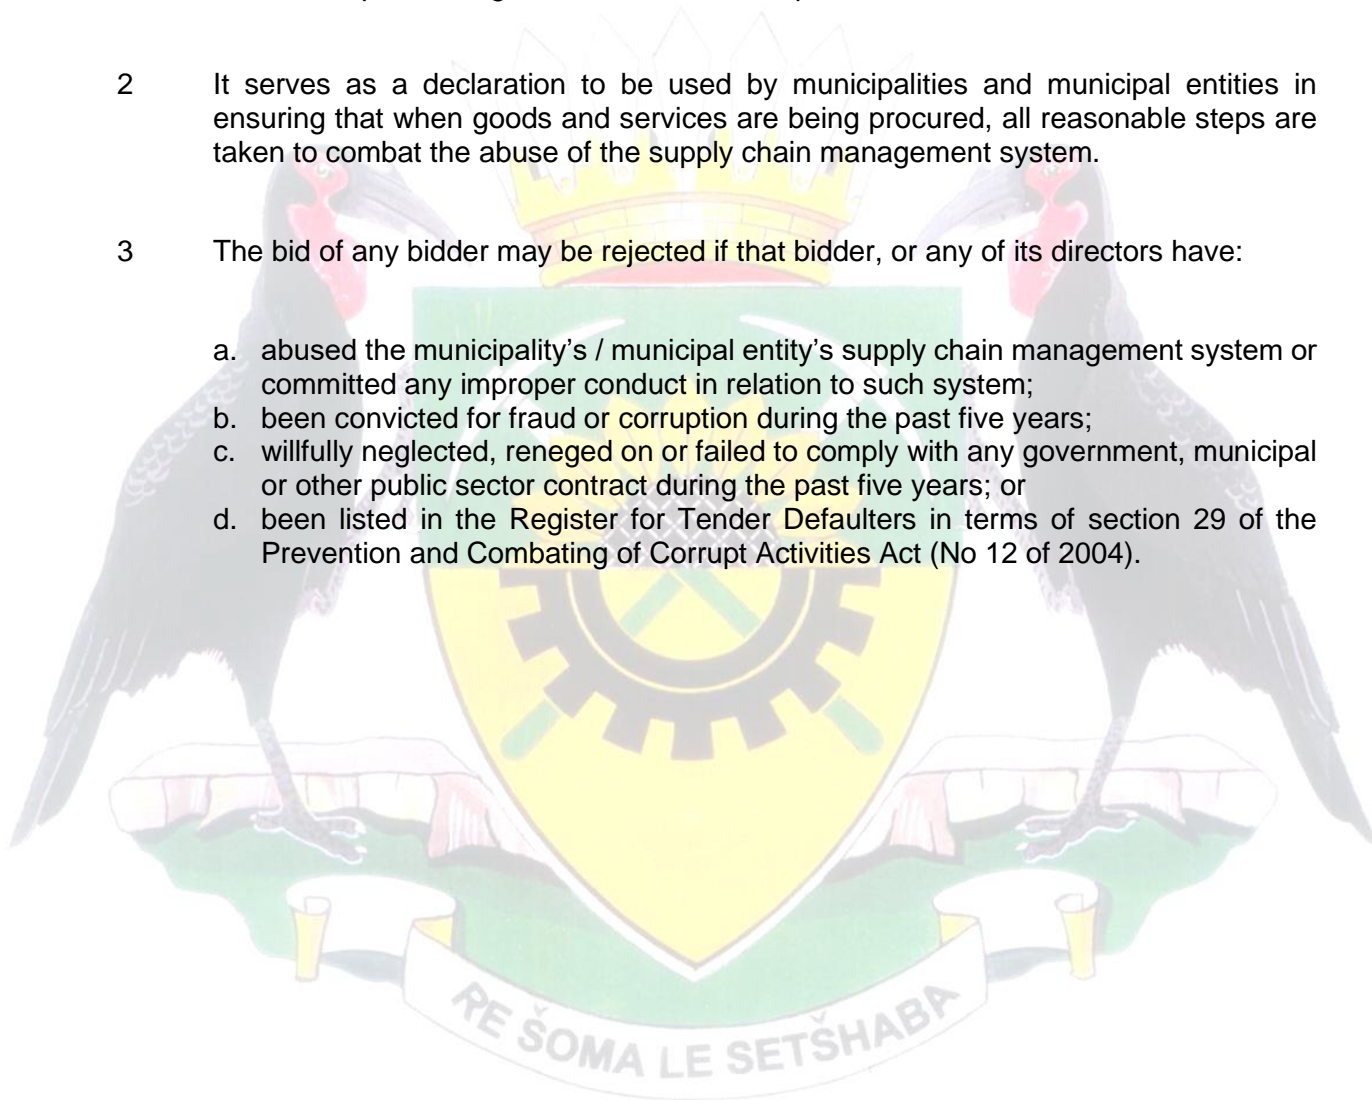 2 It serves as a declaration to be used by municipalities and municipal entities in
ensuring that when goods and services are being procured, all reasonable steps are
taken to combat the abuse of the supply chain management system.
3 The bid of any bidder may be rejected if that bidder, or any of its directors have:
a. abused the municipality’s / municipal entity’s supply chain management system or
committed any improper conduct in relation to such system;
b. been convicted for fraud or corruption during the past five years;
c. willfully neglected, reneged on or failed to comply with any government, municipal
or other public sector contract during the past five years; or
d. been listed in the Register for Tender Defaulters in terms of section 29 of the
Prevention and Combating of Corrupt Activities Act (No 12 of 2004).
RE ŠOMA LE SETŠHABA